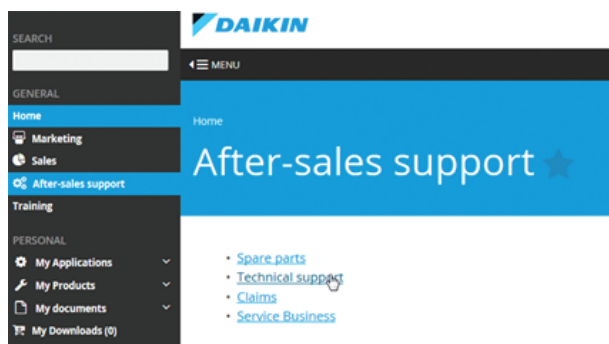 SEARCH
GENERAL
Home
Marketing
Sales
After-sales support
Training
PERSONAL
My Applications
My Products
My documents
My Downloads (0)
DAIKIN
MENU
Home
After-sales support
Spare parts
Technical support
Claims
Service Business